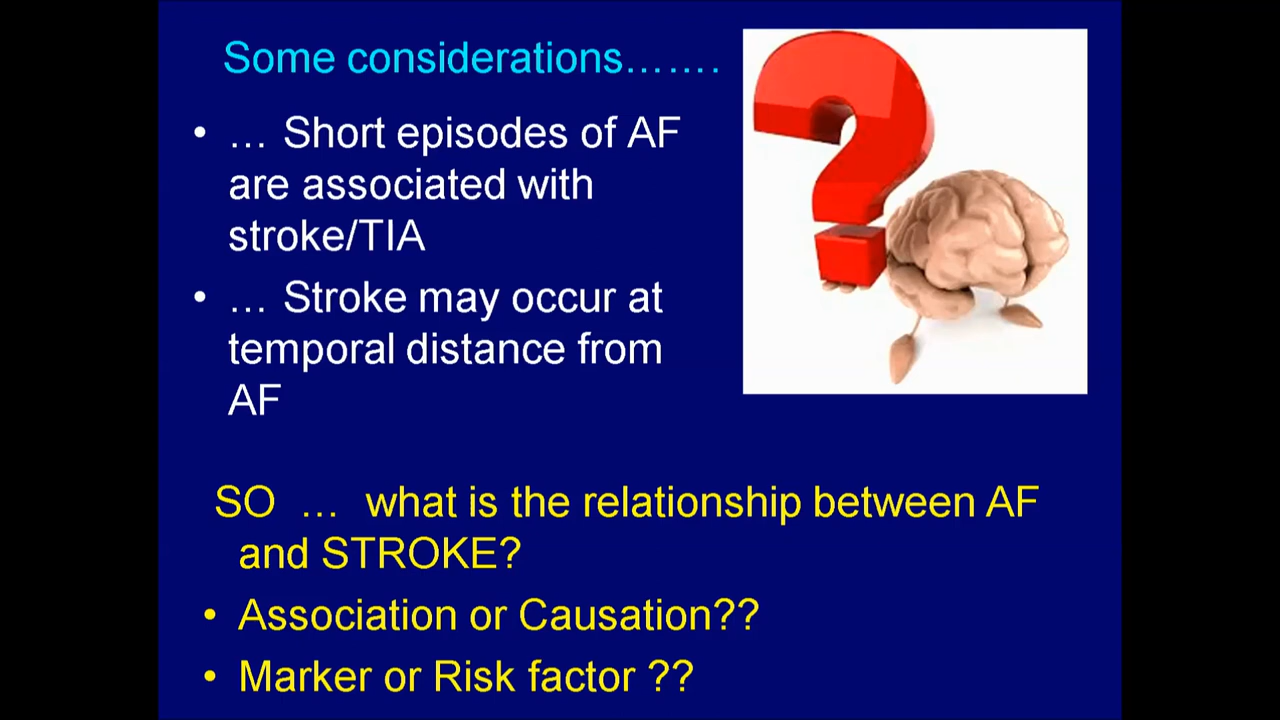 Some considerations…….
• … Short episodes of AF
are associated with
stroke/TIA
• … Stroke may occur at
temporal distance from
AF
SO … what is the relationship between AF
and STROKE?
• Association or Causation??
• Marker or Risk factor ??